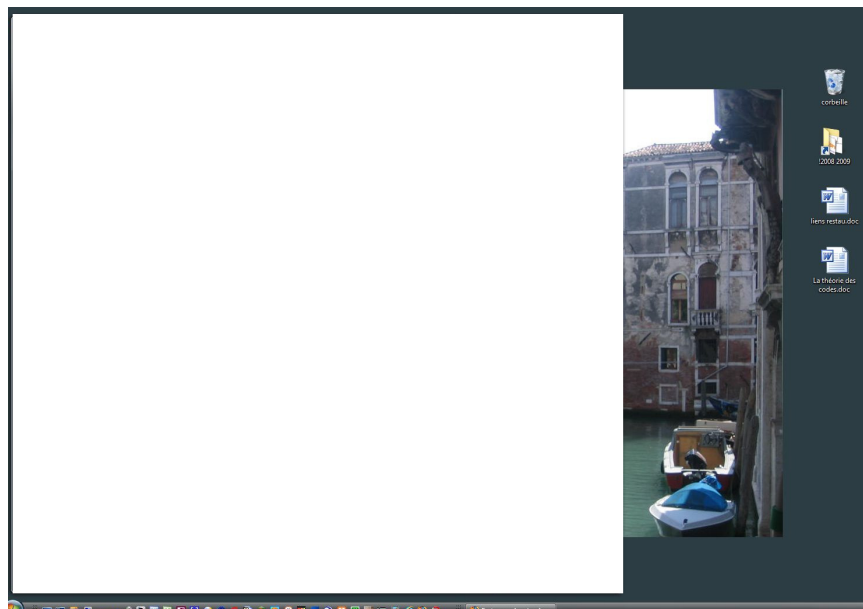 corbeille
!2008 2009
liens restau.doc
La théorie des
codes.doc